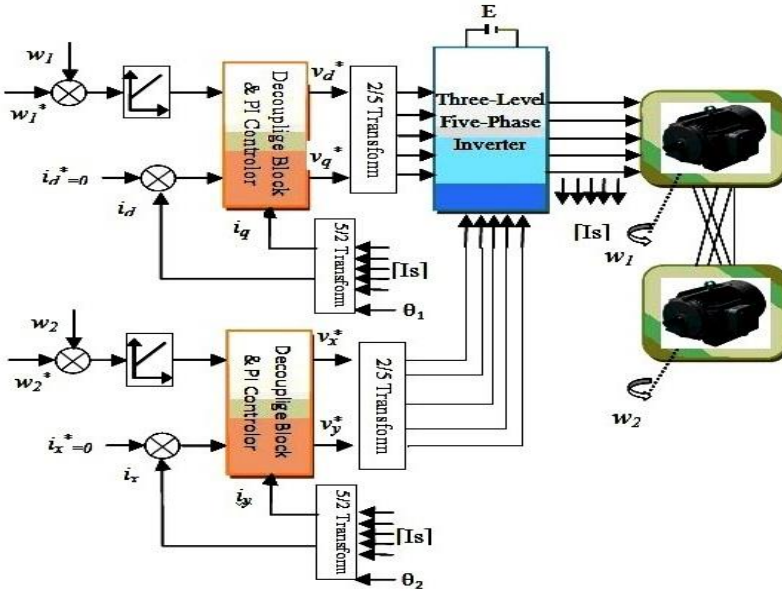 E
w1
w1*
Decouplige Block
& PI Controlor
vd*
vq*
2/5 Transform
Three-Level
Five-Phase
Inverter
id*=0
id
iq
5/2 Transform
[Is]
θ1
[Is]
w1
w2
w2*
Decouplige Block
& PI Controlor
vx*
vy*
2/5 Transform
ix*=0
ix
iy
5/2 Transform
[Is]
θ2
w2